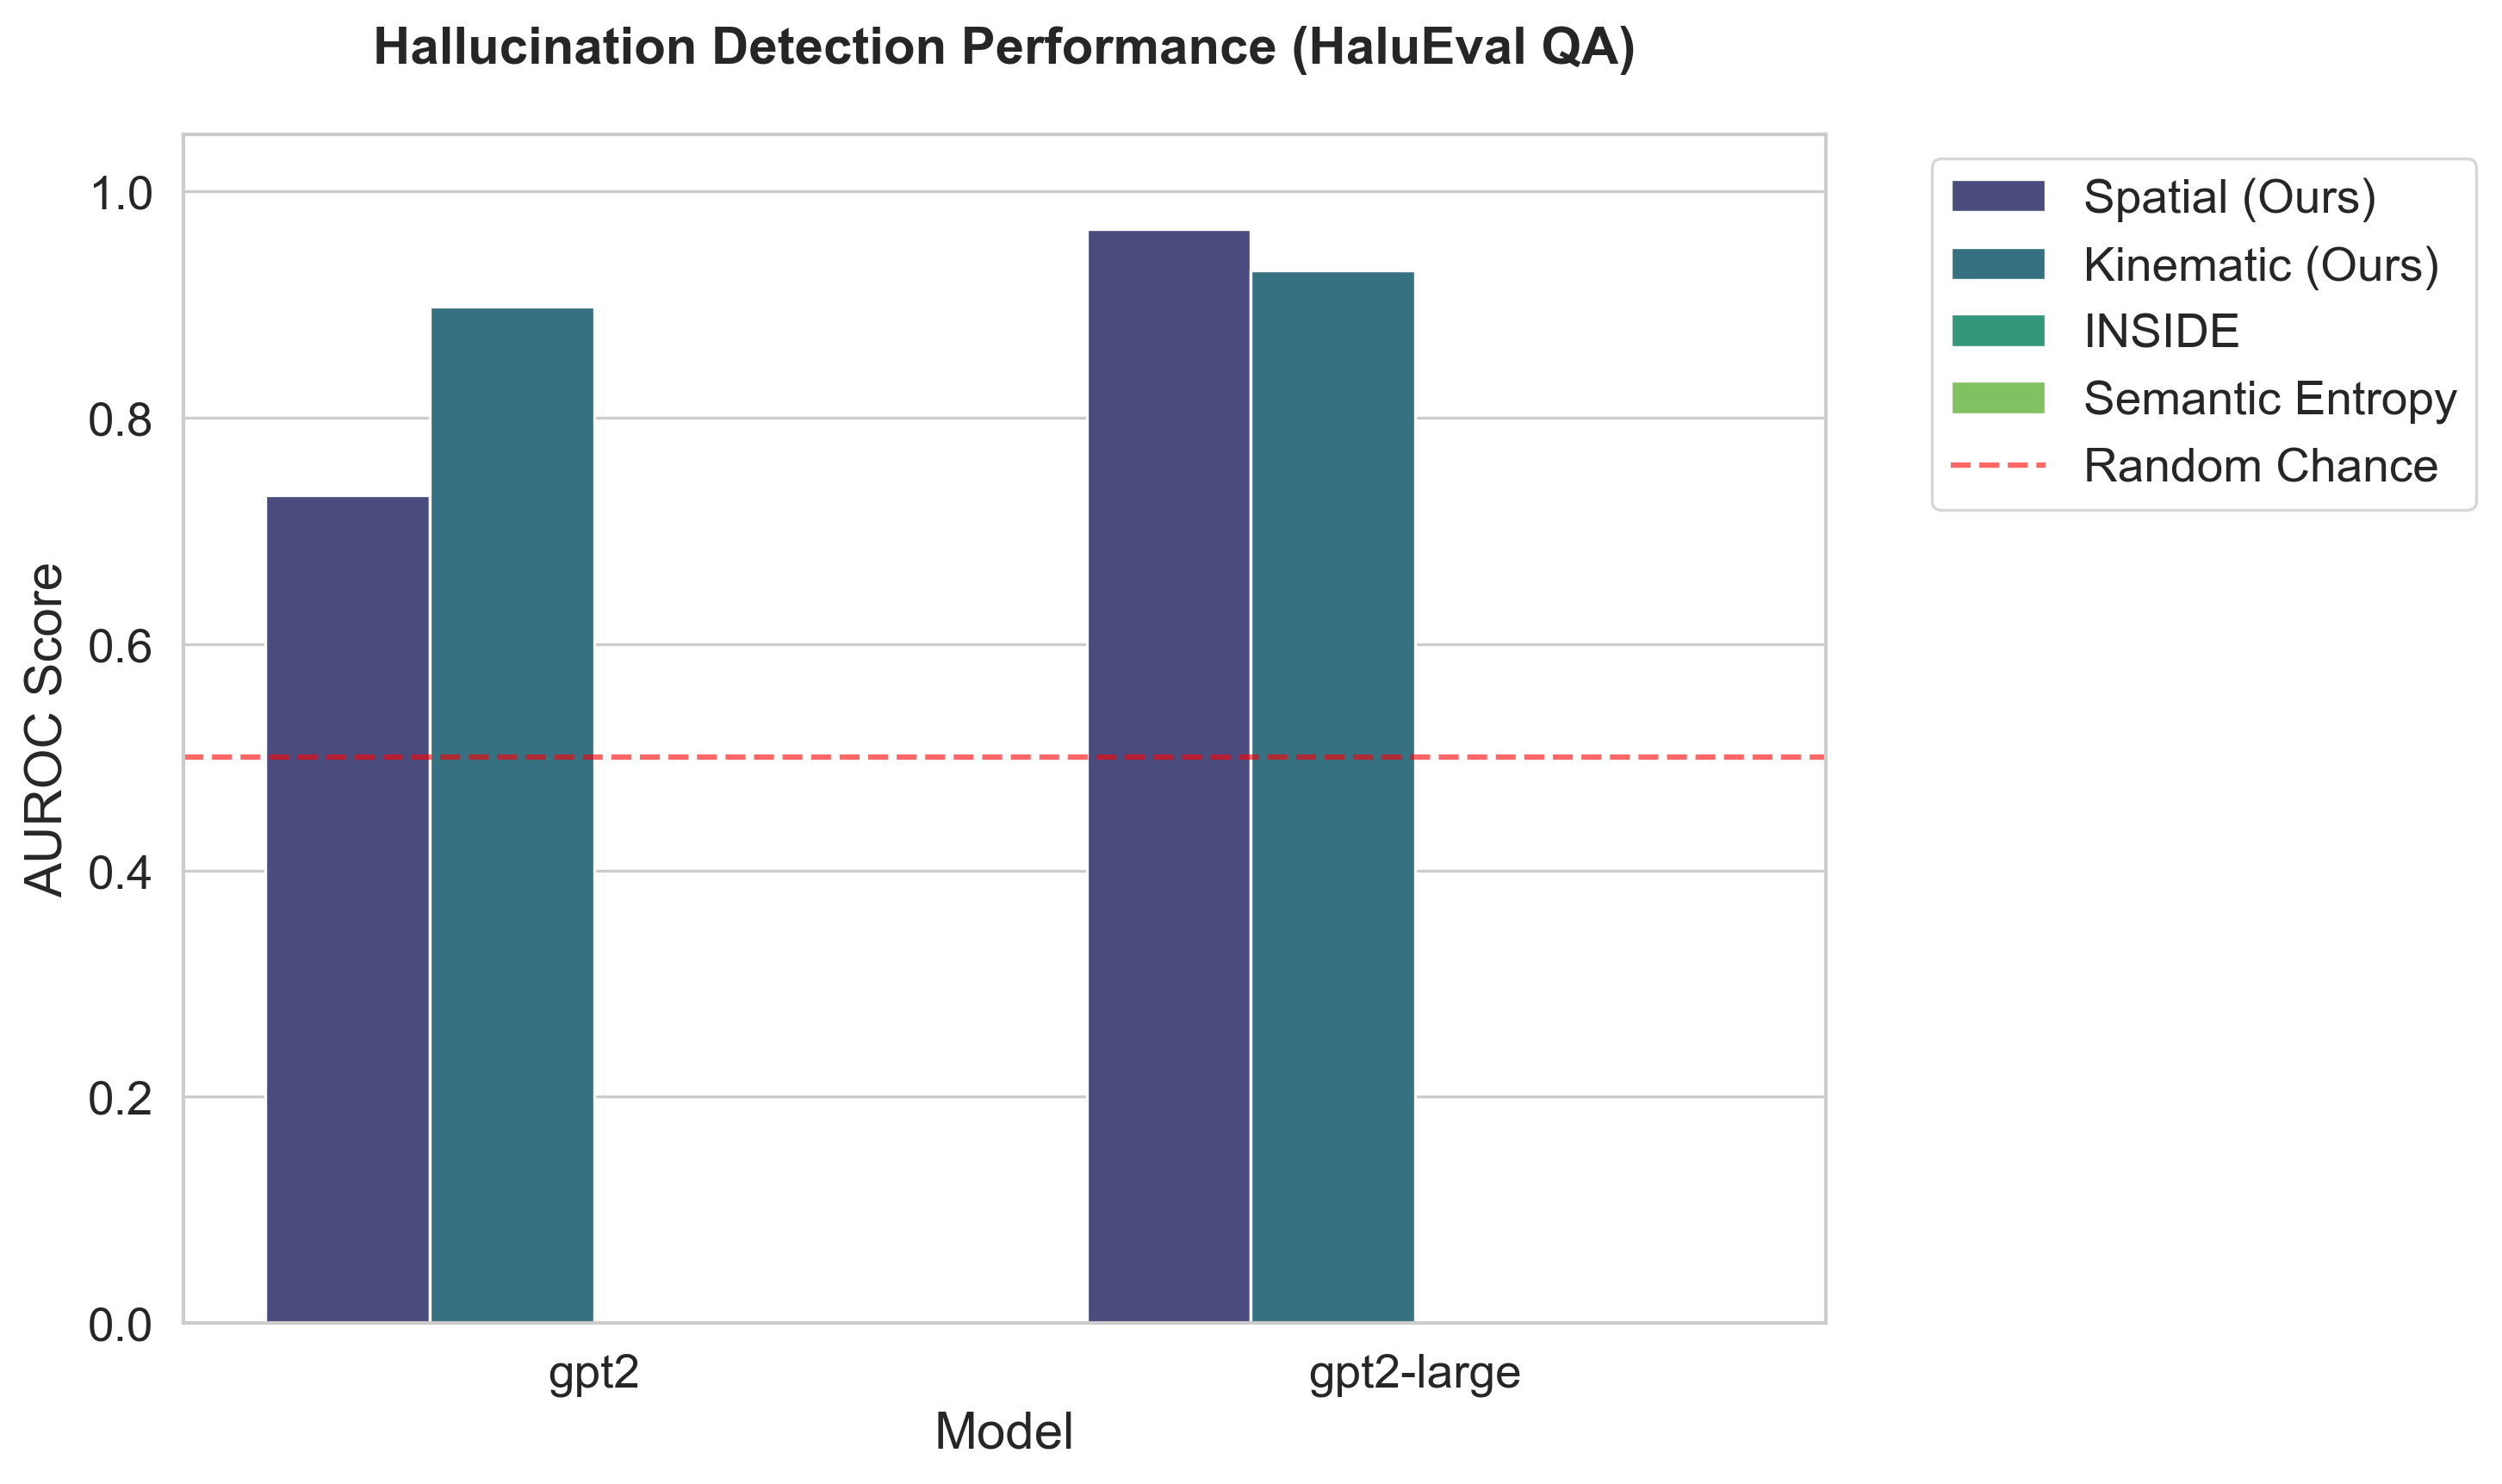 Hallucination Detection Performance (HaluEval QA)
1.0
0.8
0.6
0.4
0.2
0.0
AUROC Score
gpt2
gpt2-large
Model
Spatial (Ours)
Kinematic (Ours)
INSIDE
Semantic Entropy
Random Chance